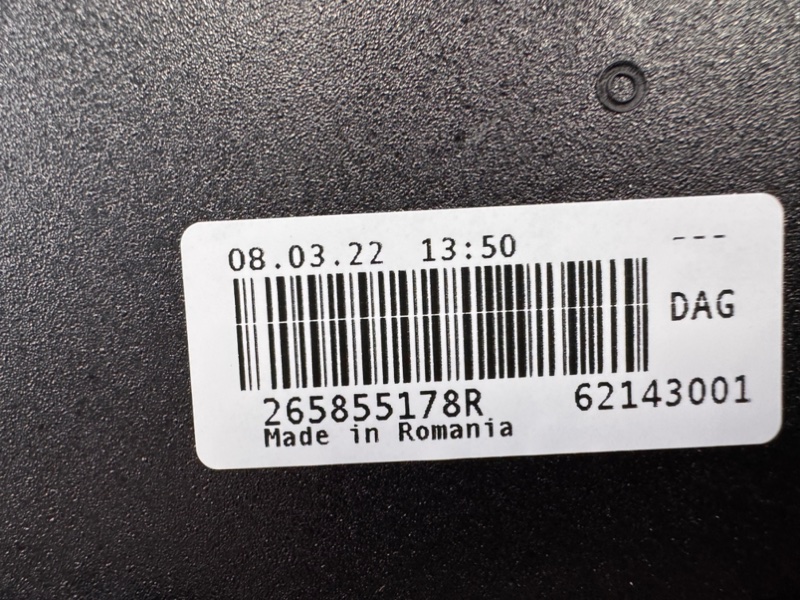 08.03.22 13:50 ---
DAG
265855178R 62143001
Made in Romania